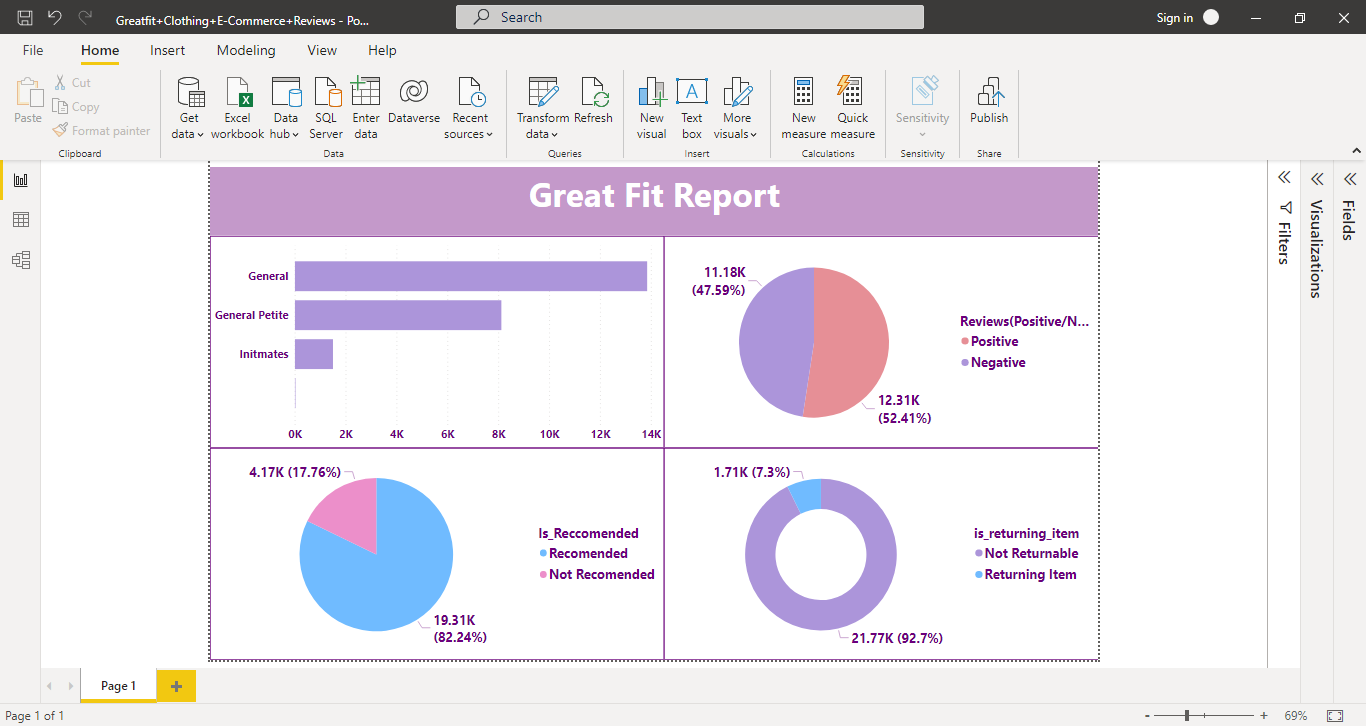 Greatfit+Clothing+E-Commerce+Reviews - Po...
Search
Sign in
File
Home
Insert
Modeling
View
Help
Paste
Cut
Copy
Format painter
Clipboard
Get
data
Excel
workbook
Data
hub
SQL
Server
Enter
data
Dataverse
Recent
sources
Data
Transform
data
Refresh
Queries
New
visual
Text
box
More
visuals
Insert
New
measure
Quick
measure
Calculations
Sensitivity
Sensitivity
Publish
Share
Great Fit Report
General
General Petite
Initmates
0K 2K 4K 6K 8K 10K 12K 14K
11.18K
(47.59%)
12.31K
(52.41%)
Reviews(Positive/N...
Positive
Negative
4.17K (17.76%)
19.31K
(82.24%)
Is_Reccomended
Recomended
Not Recomended
1.71K (7.3%)
21.77K (92.7%)
is_returning_item
Not Returnable
Returning Item
Filters
Visualizations
Fields
Page 1
Page 1 of 1
- + 69%